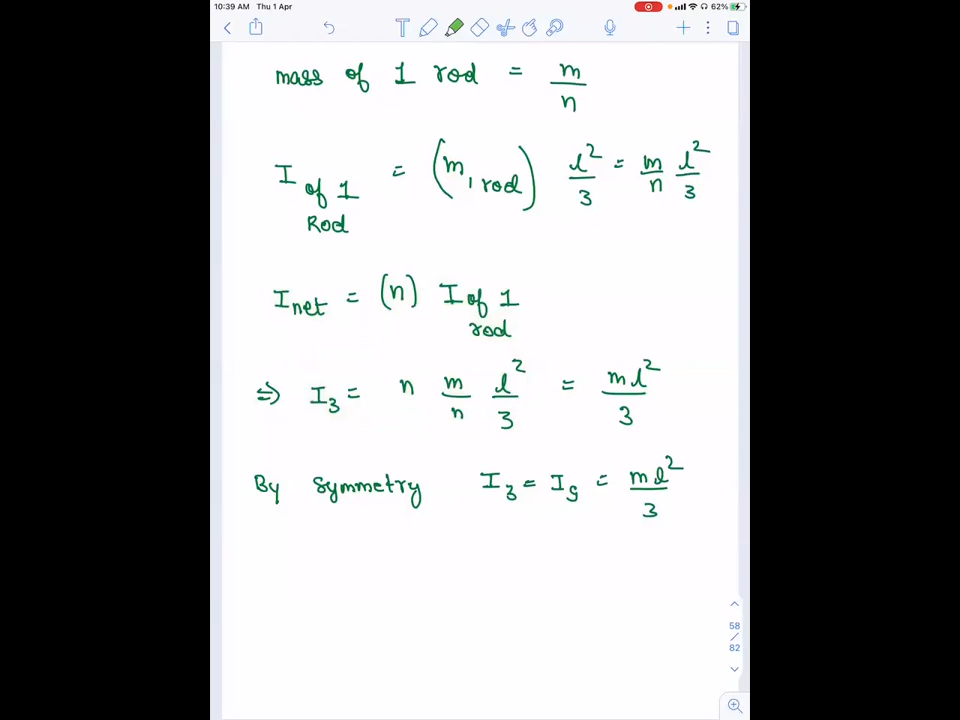 10:39 AM Thu 1 Apr 62%
mass of 1 rod = m/n
I of 1 Rod = (m, rod) l²/3 = m/n l²/3
I net = (n) I of 1 rod
⇒ I₃ = n m/n l²/3 = ml²/3
By symmetry I₃ = I₅ = ml²/3
58
/
82